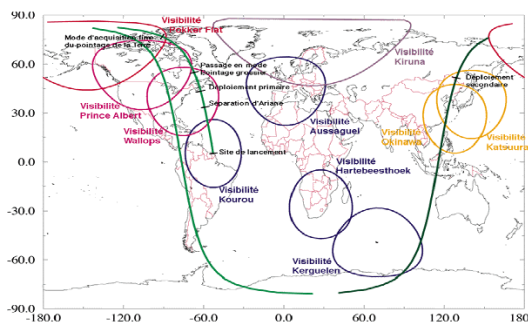 90.0
Visibilité
Pokker Flat
Mode d'acquisition fine
du pointage de la Terre
60.0
Passage en mode
pointage grossier
Visibilité
Kiruna
Déploiement
secondaire
Déploiement primaire
Visibilité
Prince Albert
Séparation d'Ariane
30.0
Visibilité
Wallops
Visibilité
Aussaguel
Visibilité
Okinawa
Visibilité
Katsuura
Site de lancement
0.0
Visibilité
Hartebeesthoek
Visibilité
Kourou
-30.0
-60.0
Visibilité
Kerguelen
-90.0
-180.0
-120.0
-60.0
0.0
60.0
120.0
180